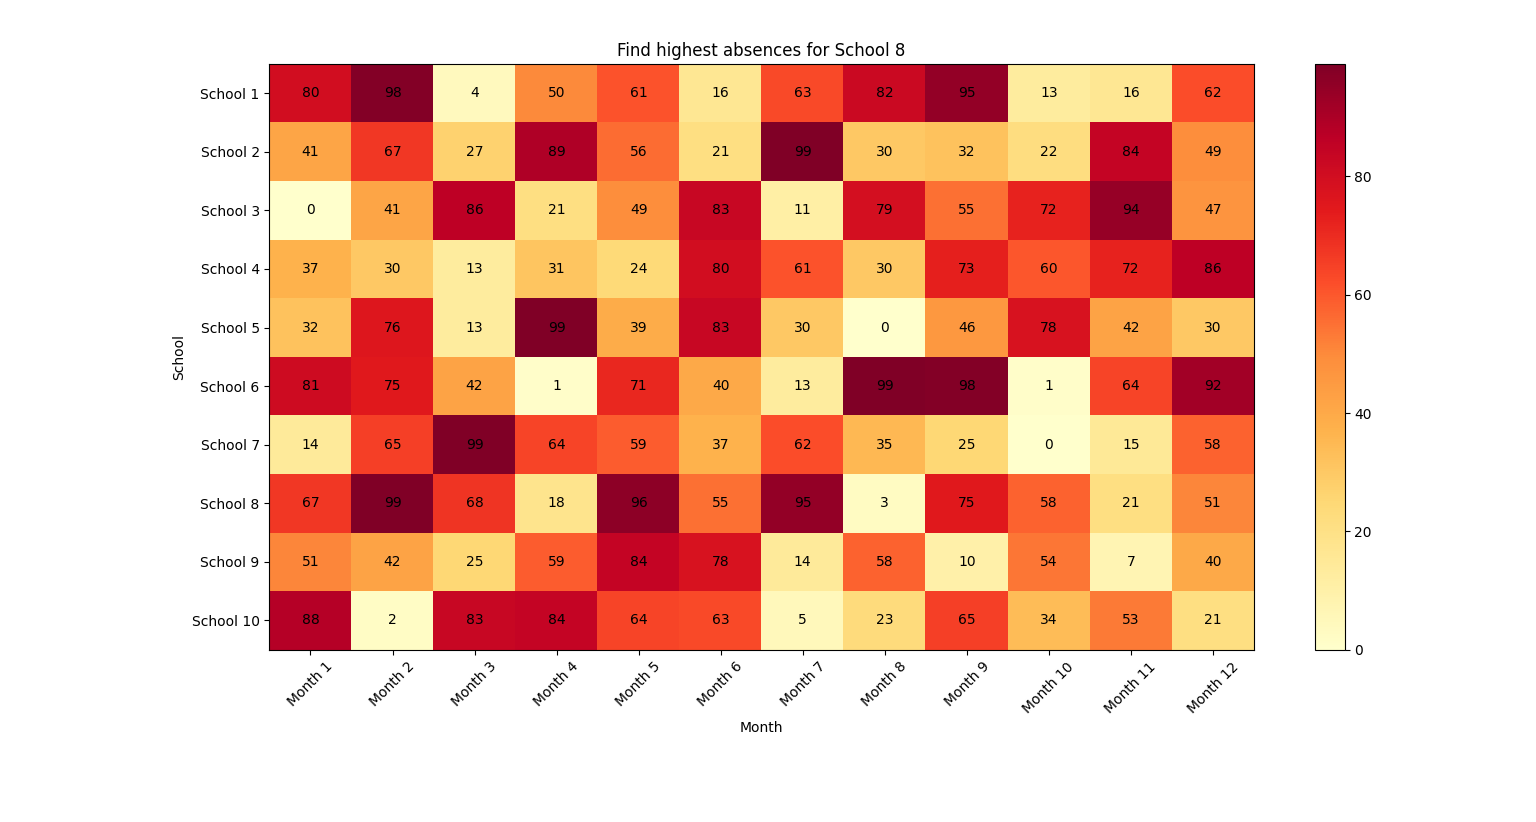 Find highest absences for School 8
School 1 80 98 4 50 61 16 63 82 95 13 16 62
School 2 41 67 27 89 56 21 99 30 32 22 84 49
School 3 0 41 86 21 49 83 11 79 55 72 94 47
School 4 37 30 13 31 24 80 61 30 73 60 72 86
School 5 32 76 13 99 39 83 30 0 46 78 42 30
School 6 81 75 42 1 71 40 13 99 98 1 64 92
School 7 14 65 99 64 59 37 62 35 25 0 15 58
School 8 67 99 68 18 96 55 95 3 75 58 21 51
School 9 51 42 25 59 84 78 14 58 10 54 7 40
School 10 88 2 83 84 64 63 5 23 65 34 53 21
Month 1 Month 2 Month 3 Month 4 Month 5 Month 6 Month 7 Month 8 Month 9 Month 10 Month 11 Month 12
Month
School
80
60
40
20
0